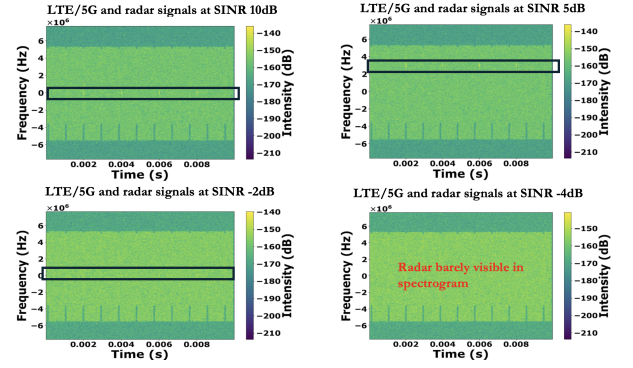 LTE/5G and radar signals at SINR 10dB
×10⁶
6
4
2
0
−2
−4
−6
Frequency (Hz)
0.002 0.004 0.006 0.008
Time (s)
−140
−150
−160
−170
−180
−190
−200
−210
Intensity (dB)
LTE/5G and radar signals at SINR 5dB
×10⁶
6
4
2
0
−2
−4
−6
Frequency (Hz)
0.002 0.004 0.006 0.008
Time (s)
−140
−150
−160
−170
−180
−190
−200
−210
Intensity (dB)
LTE/5G and radar signals at SINR -2dB
×10⁶
6
4
2
0
−2
−4
−6
Frequency (Hz)
0.002 0.004 0.006 0.008
Time (s)
−140
−150
−160
−170
−180
−190
−200
−210
Intensity (dB)
LTE/5G and radar signals at SINR -4dB
×10⁶
6
4
2
0
−2
−4
−6
Frequency (Hz)
Radar barely visible in
spectrogram
0.002 0.004 0.006 0.008
Time (s)
−150
−160
−170
−180
−190
−200
−210
Intensity (dB)